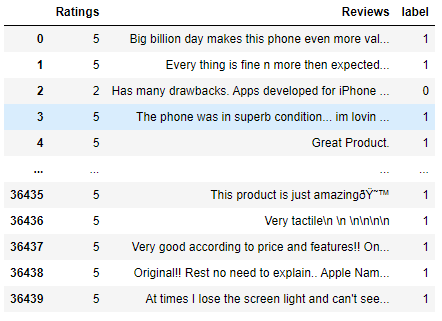 Ratings Reviews label
0 5 Big billion day makes this phone even more val... 1
1 5 Everything is fine n more then expected... 1
2 2 Has many drawbacks. Apps developed for iPhone ... 0
3 5 The phone was in superb condition... im lovin ... 1
4 5 Great Product. 1
... ... ... ...
36435 5 This product is just amazingðŸ˜™ 1
36436 5 Very tactile\n \n \n\n\n\n 1
36437 5 Very good according to price and features!! On... 1
36438 5 Original!! Rest no need to explain.. Apple Nam... 1
36439 5 At times I lose the screen light and can't see... 1